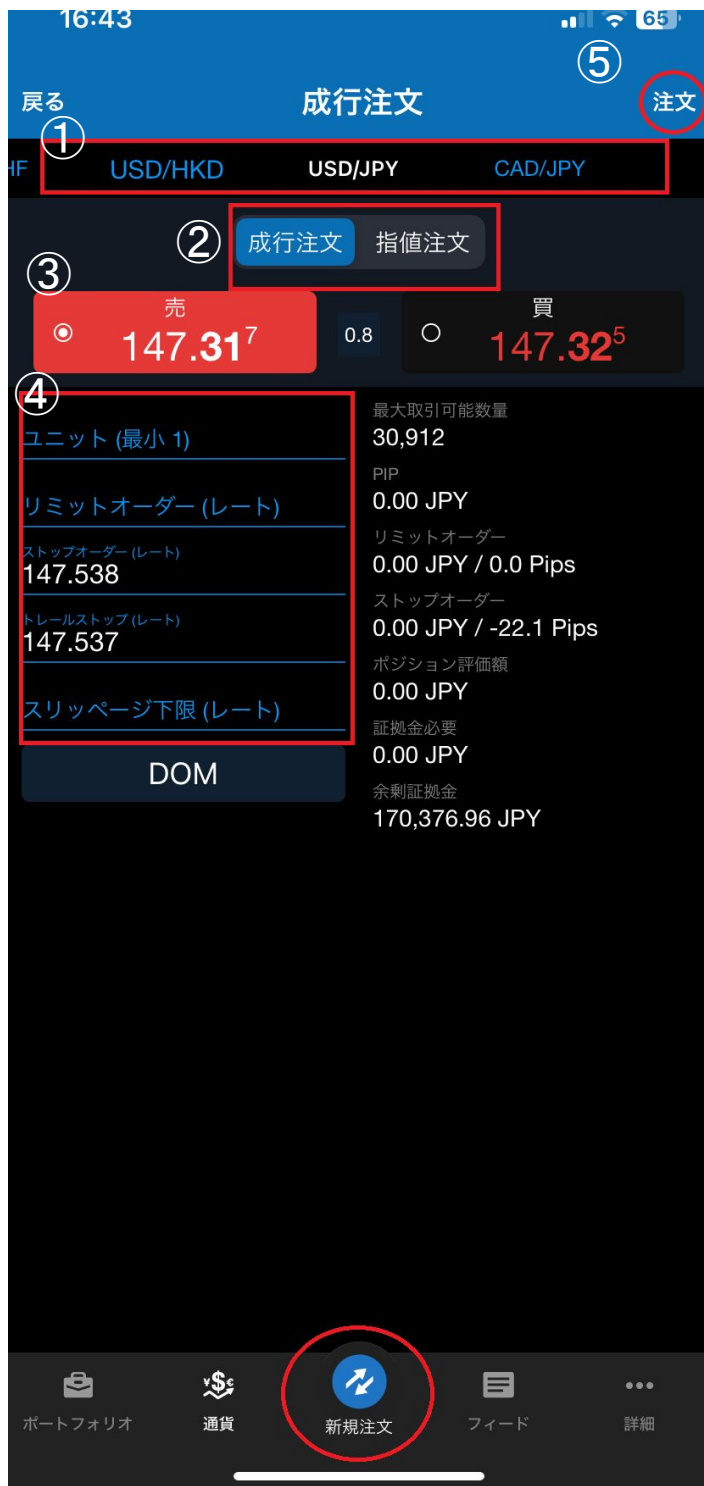 16:43 65
⑤
戻る 成行注文 注文
①
HF USD/HKD USD/JPY CAD/JPY
② 成行注文 指値注文
③
売 買
147.317 0.8 147.325
④
ユニット (最小 1)
リミットオーダー (レート)
ストップオーダー (レート)
147.538
トレールストップ (レート)
147.537
スリッページ下限 (レート)
DOM
最大取引可能数量
30,912
PIP
0.00 JPY
リミットオーダー
0.00 JPY / 0.0 Pips
ストップオーダー
0.00 JPY / -22.1 Pips
ポジション評価額
0.00 JPY
証拠金必要
0.00 JPY
余剰証拠金
170,376.96 JPY
ポートフォリオ 通貨 新規注文 フィード 詳細